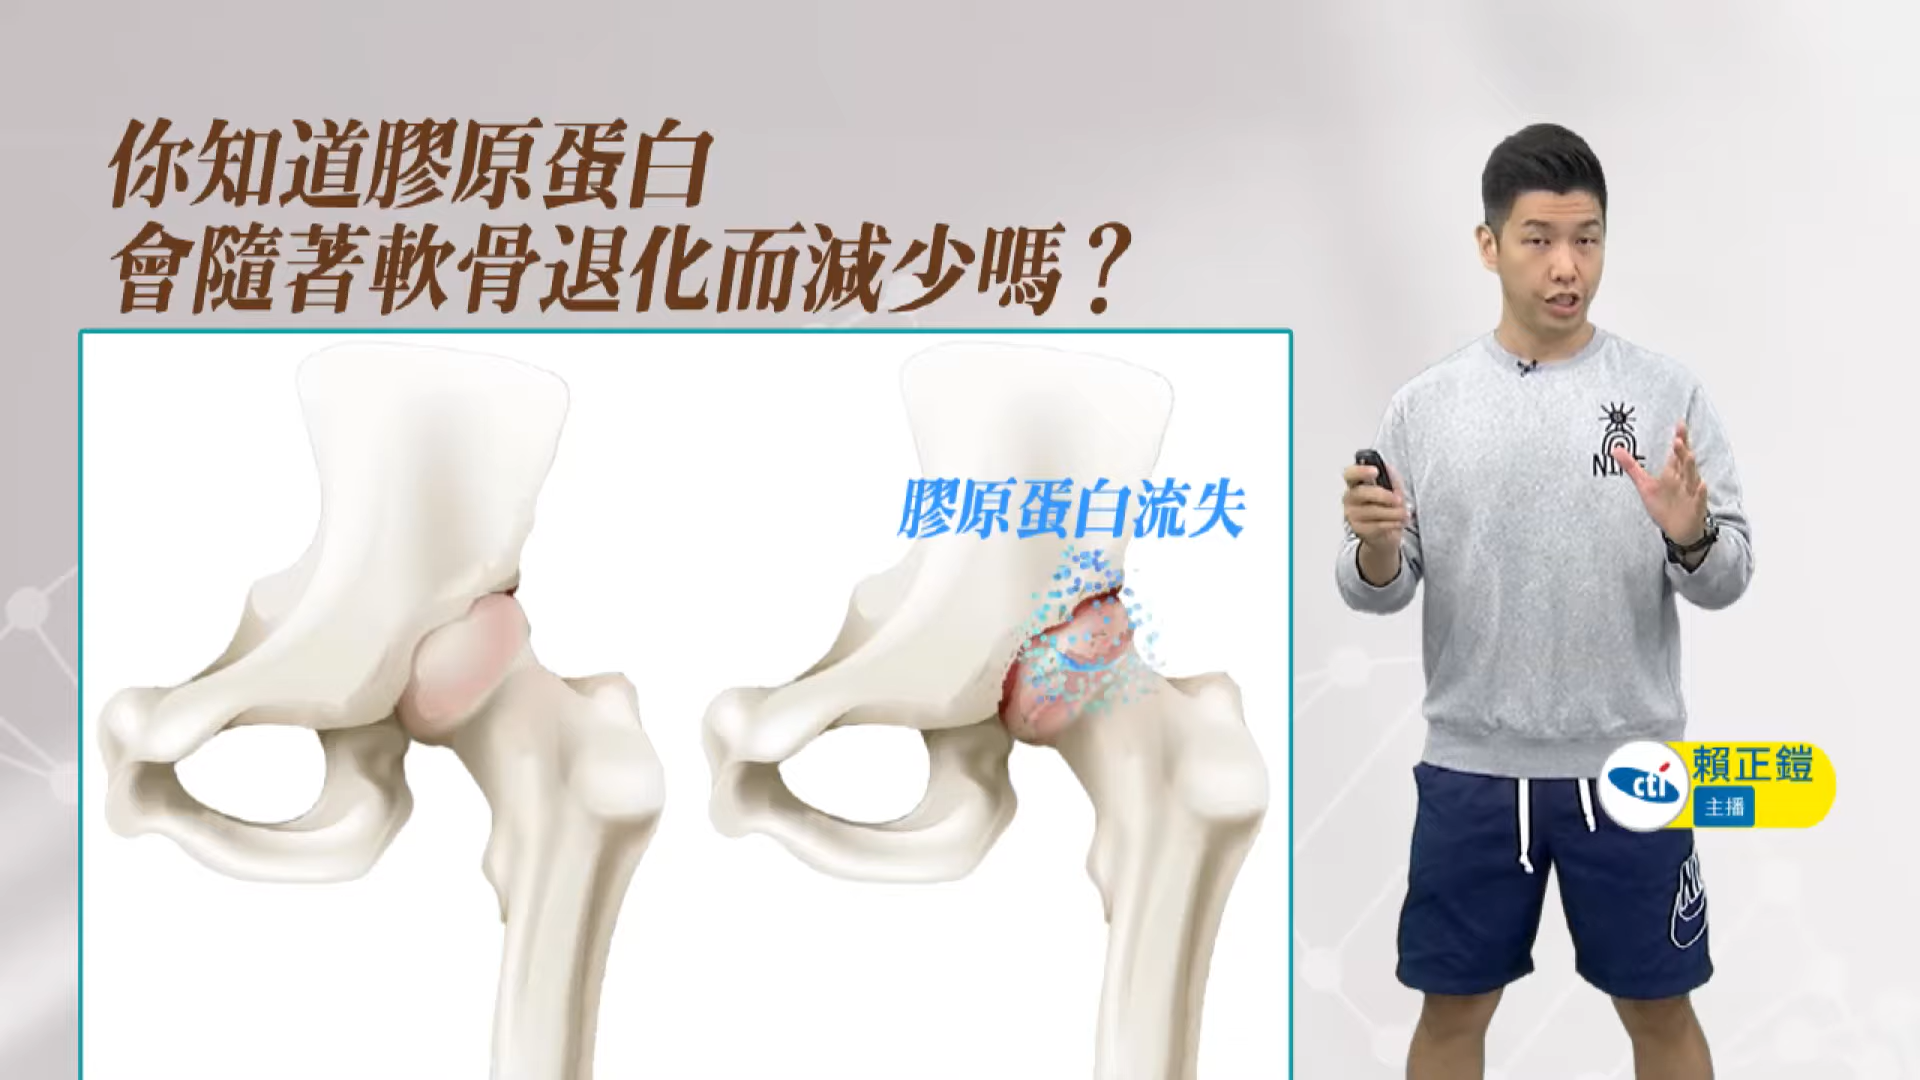 你知道膠原蛋白
會隨著軟骨退化而減少嗎？
膠原蛋白流失
cti
賴正鎧
主播